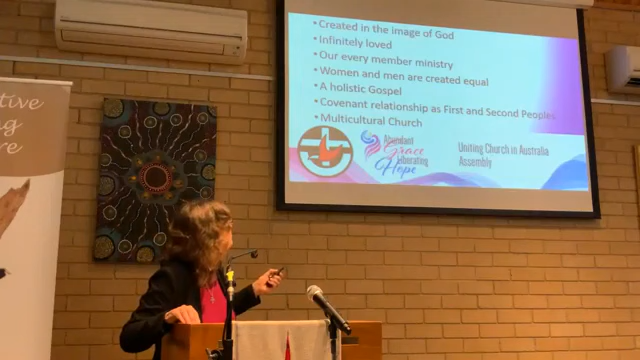 • Created in the image of God
• Infinitely loved
• Our every member ministry
• Women and men are created equal
• A holistic Gospel
• Covenant relationship as First and Second Peoples
• Multicultural Church
Abundant
Grace
Liberating
Hope
Uniting Church in Australia
Assembly